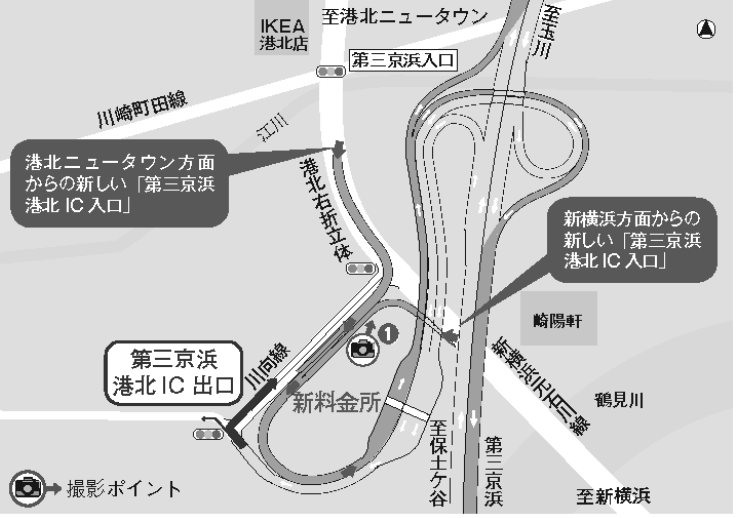 至港北ニュータウン
IKEA
港北店
至玉川
第三京浜入口
川崎町田線
江川
港北ニュータウン方面
からの新しい「第三京浜
港北 IC 入口」
港北右折立体
新横浜方面からの
新しい「第三京浜
港北 IC 入口」
崎陽軒
第三京浜
港北 IC 出口
川向線
1
新料金所
新横浜元石川線
鶴見川
至保土ケ谷
第三京浜
撮影ポイント
至新横浜